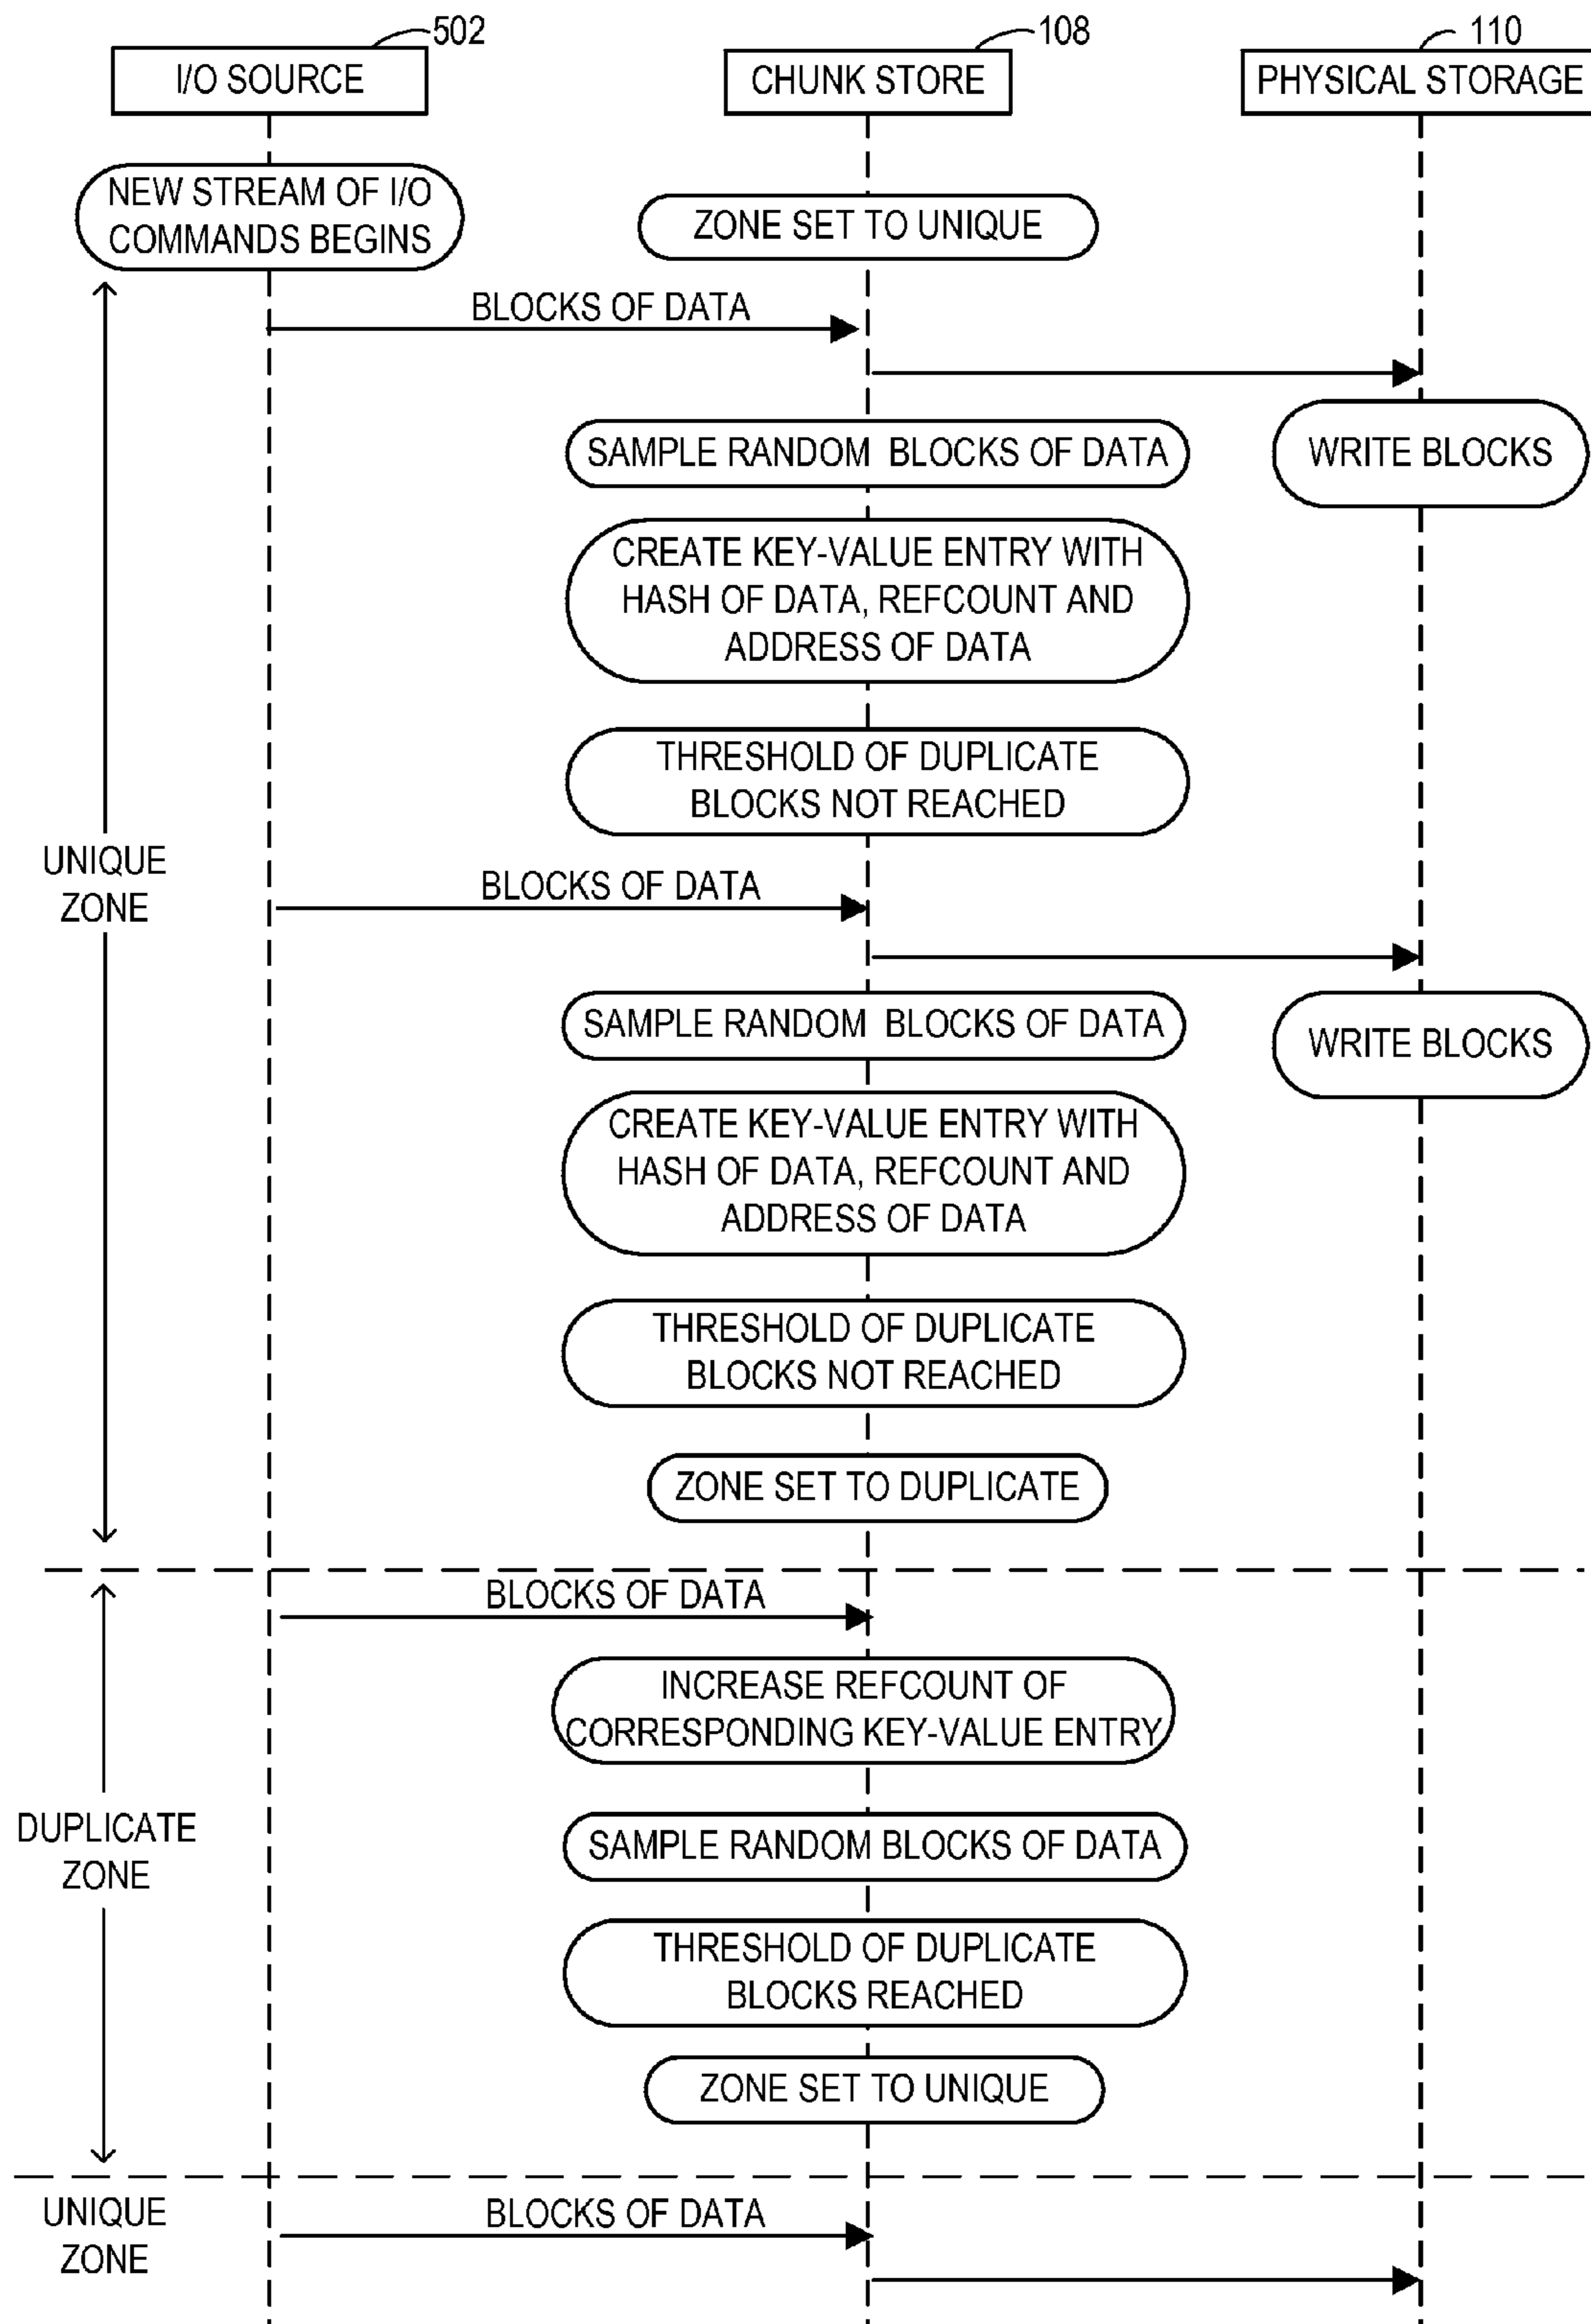 502
108
110
I/O SOURCE
CHUNK STORE
PHYSICAL STORAGE
NEW STREAM OF I/O
COMMANDS BEGINS
ZONE SET TO UNIQUE
BLOCKS OF DATA
SAMPLE RANDOM BLOCKS OF DATA
WRITE BLOCKS
CREATE KEY-VALUE ENTRY WITH
HASH OF DATA, REFCOUNT AND
ADDRESS OF DATA
THRESHOLD OF DUPLICATE
BLOCKS NOT REACHED
UNIQUE
ZONE
BLOCKS OF DATA
SAMPLE RANDOM BLOCKS OF DATA
WRITE BLOCKS
CREATE KEY-VALUE ENTRY WITH
HASH OF DATA, REFCOUNT AND
ADDRESS OF DATA
THRESHOLD OF DUPLICATE
BLOCKS NOT REACHED
ZONE SET TO DUPLICATE
BLOCKS OF DATA
INCREASE REFCOUNT OF
CORRESPONDING KEY-VALUE ENTRY
DUPLICATE
ZONE
SAMPLE RANDOM BLOCKS OF DATA
THRESHOLD OF DUPLICATE
BLOCKS REACHED
ZONE SET TO UNIQUE
UNIQUE
ZONE
BLOCKS OF DATA